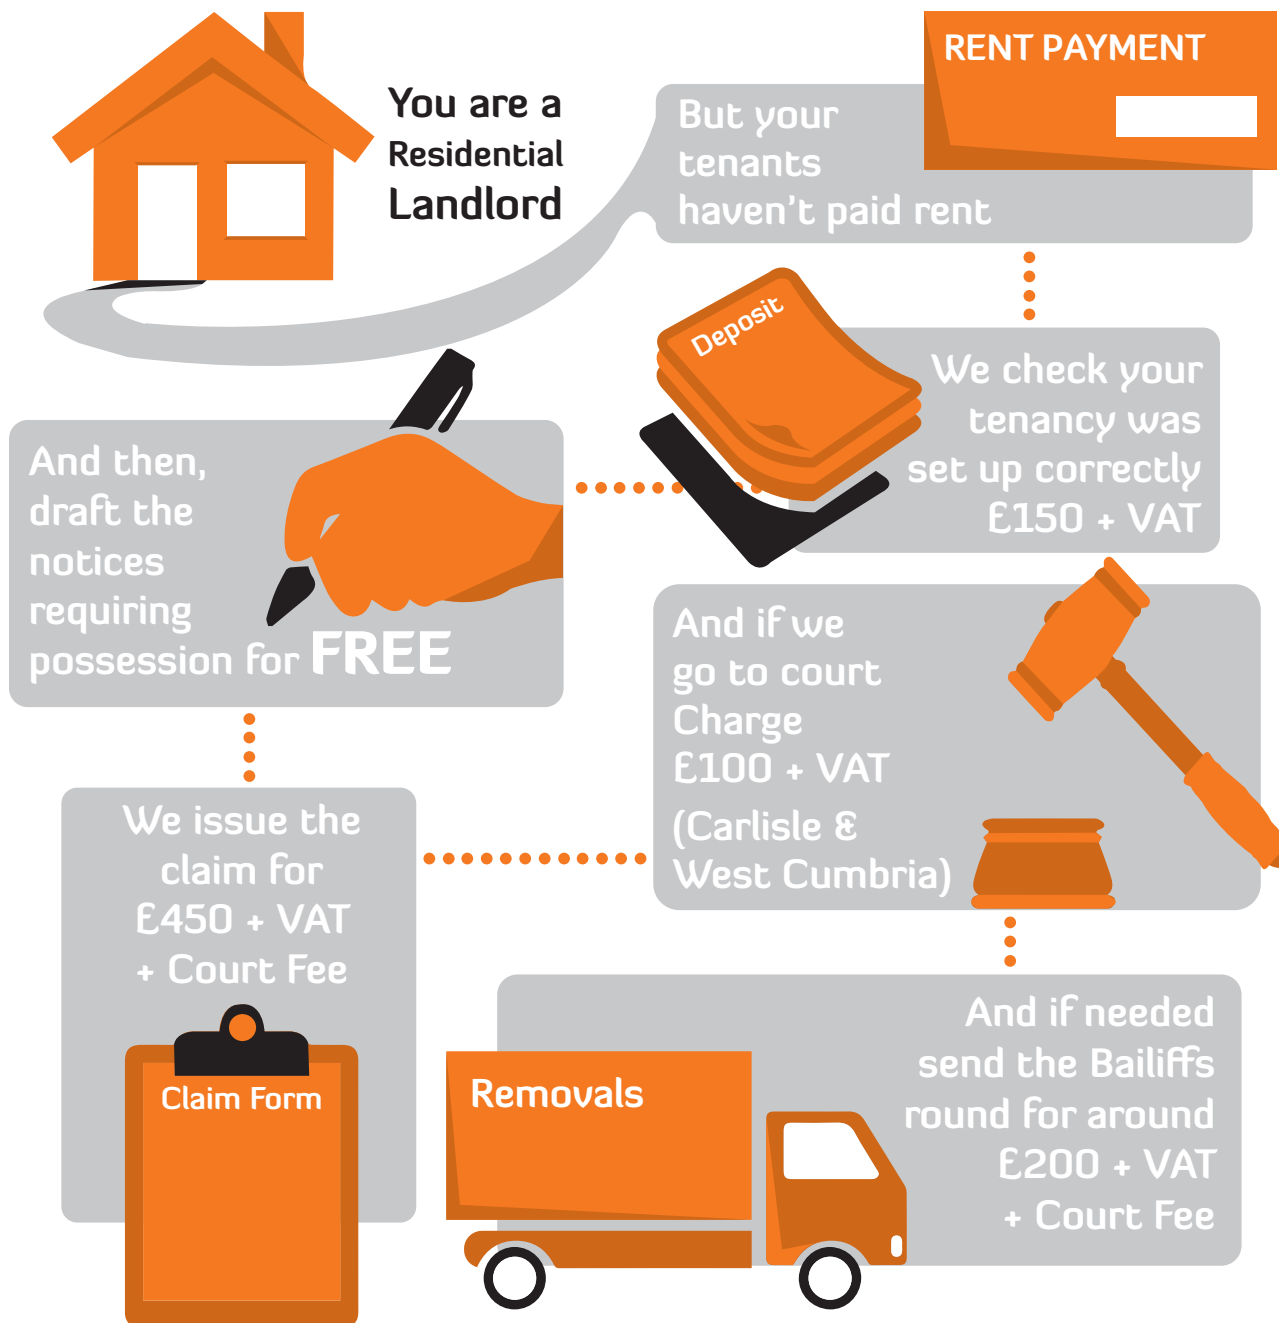 You are a
Residential
Landlord
RENT PAYMENT
But your
tenants
haven't paid rent
Deposit
We check your
tenancy was
set up correctly
£150 + VAT
And then,
draft the
notices
requiring
possession for FREE
We issue the
claim for
£450 + VAT
+ Court Fee
Claim Form
And if we
go to court
Charge
£100 + VAT
(Carlisle &
West Cumbria)
And if needed
send the Bailiffs
round for around
£200 + VAT
+ Court Fee
Removals